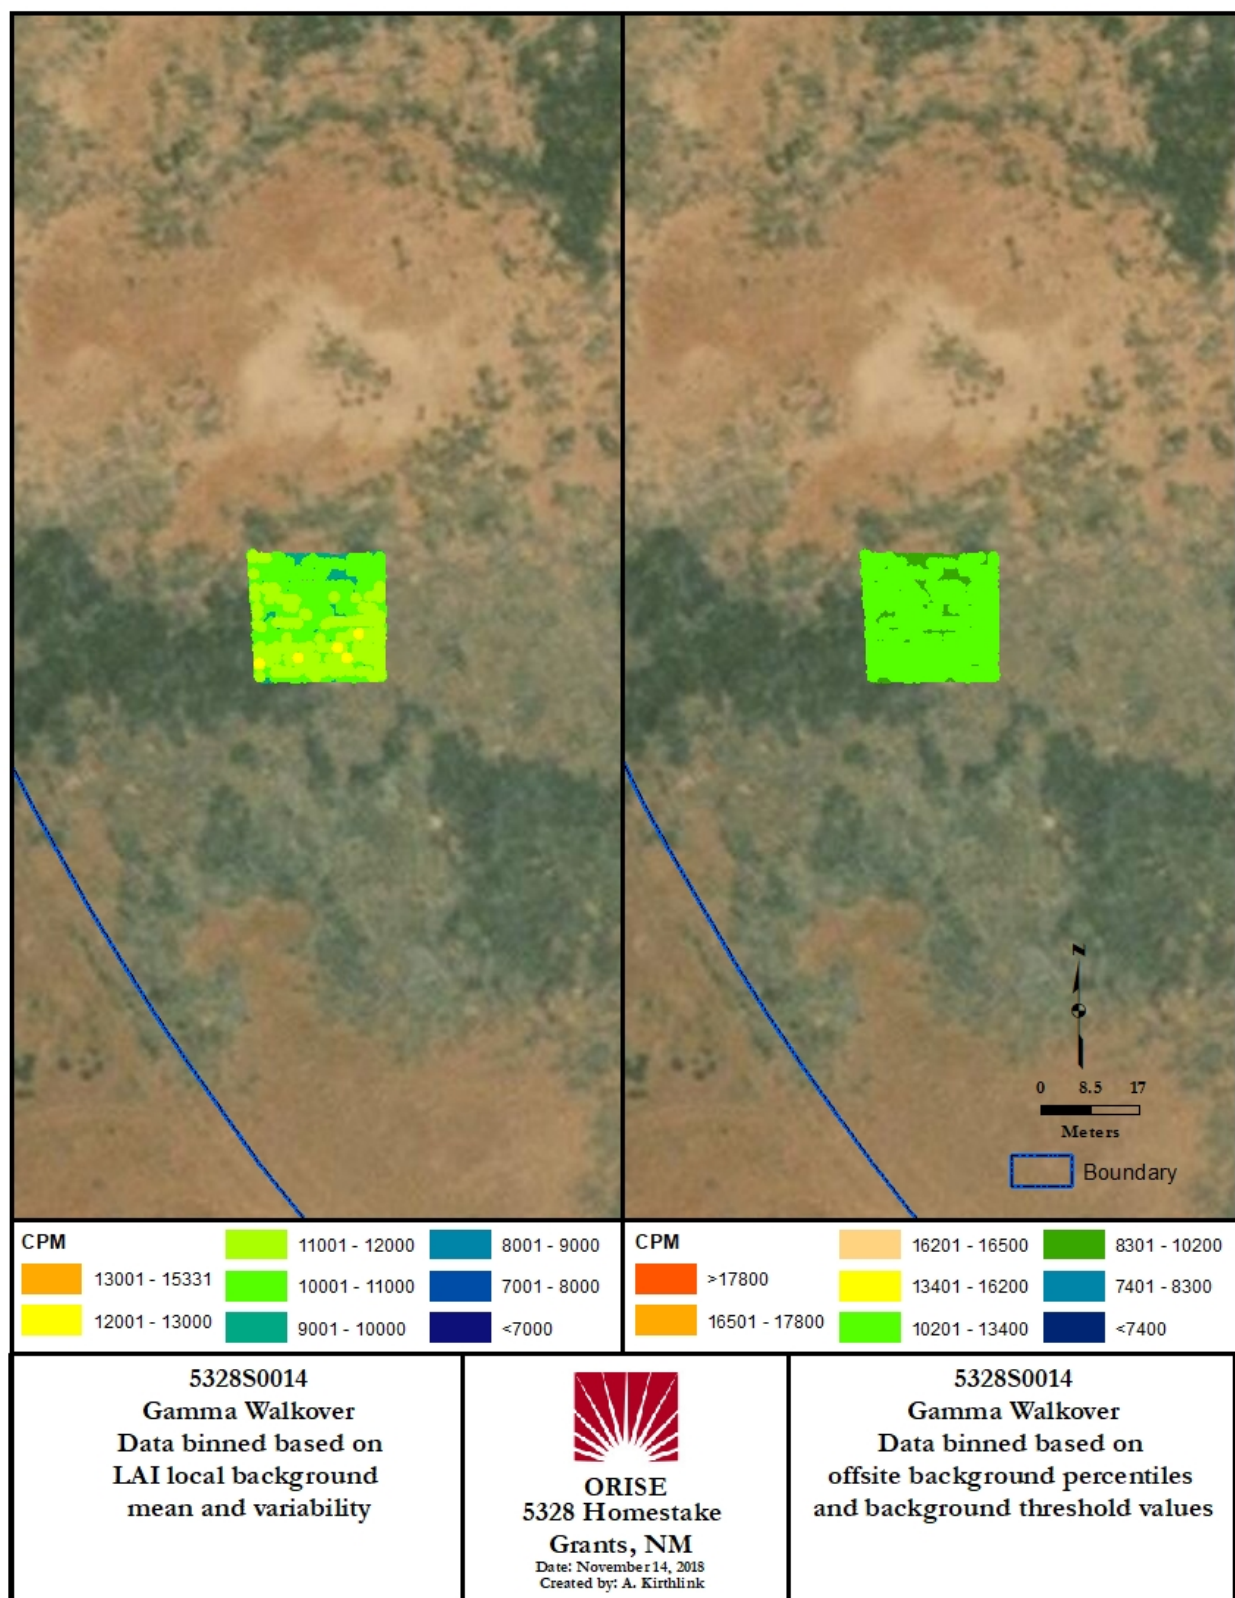 Z
0 8.5 17
Meters
Boundary
CPM
13001 - 15331
12001 - 13000
11001 - 12000
10001 - 11000
9001 - 10000
8001 - 9000
7001 - 8000
<7000
CPM
>17800
16501 - 17800
16201 - 16500
13401 - 16200
10201 - 13400
8301 - 10200
7401 - 8300
<7400
5328S0014
Gamma Walkover
Data binned based on
LAI local background
mean and variability
ORISE
5328 Homestake
Grants, NM
Date: November 14, 2018
Created by: A. Kirthlink
5328S0014
Gamma Walkover
Data binned based on
offsite background percentiles
and background threshold values